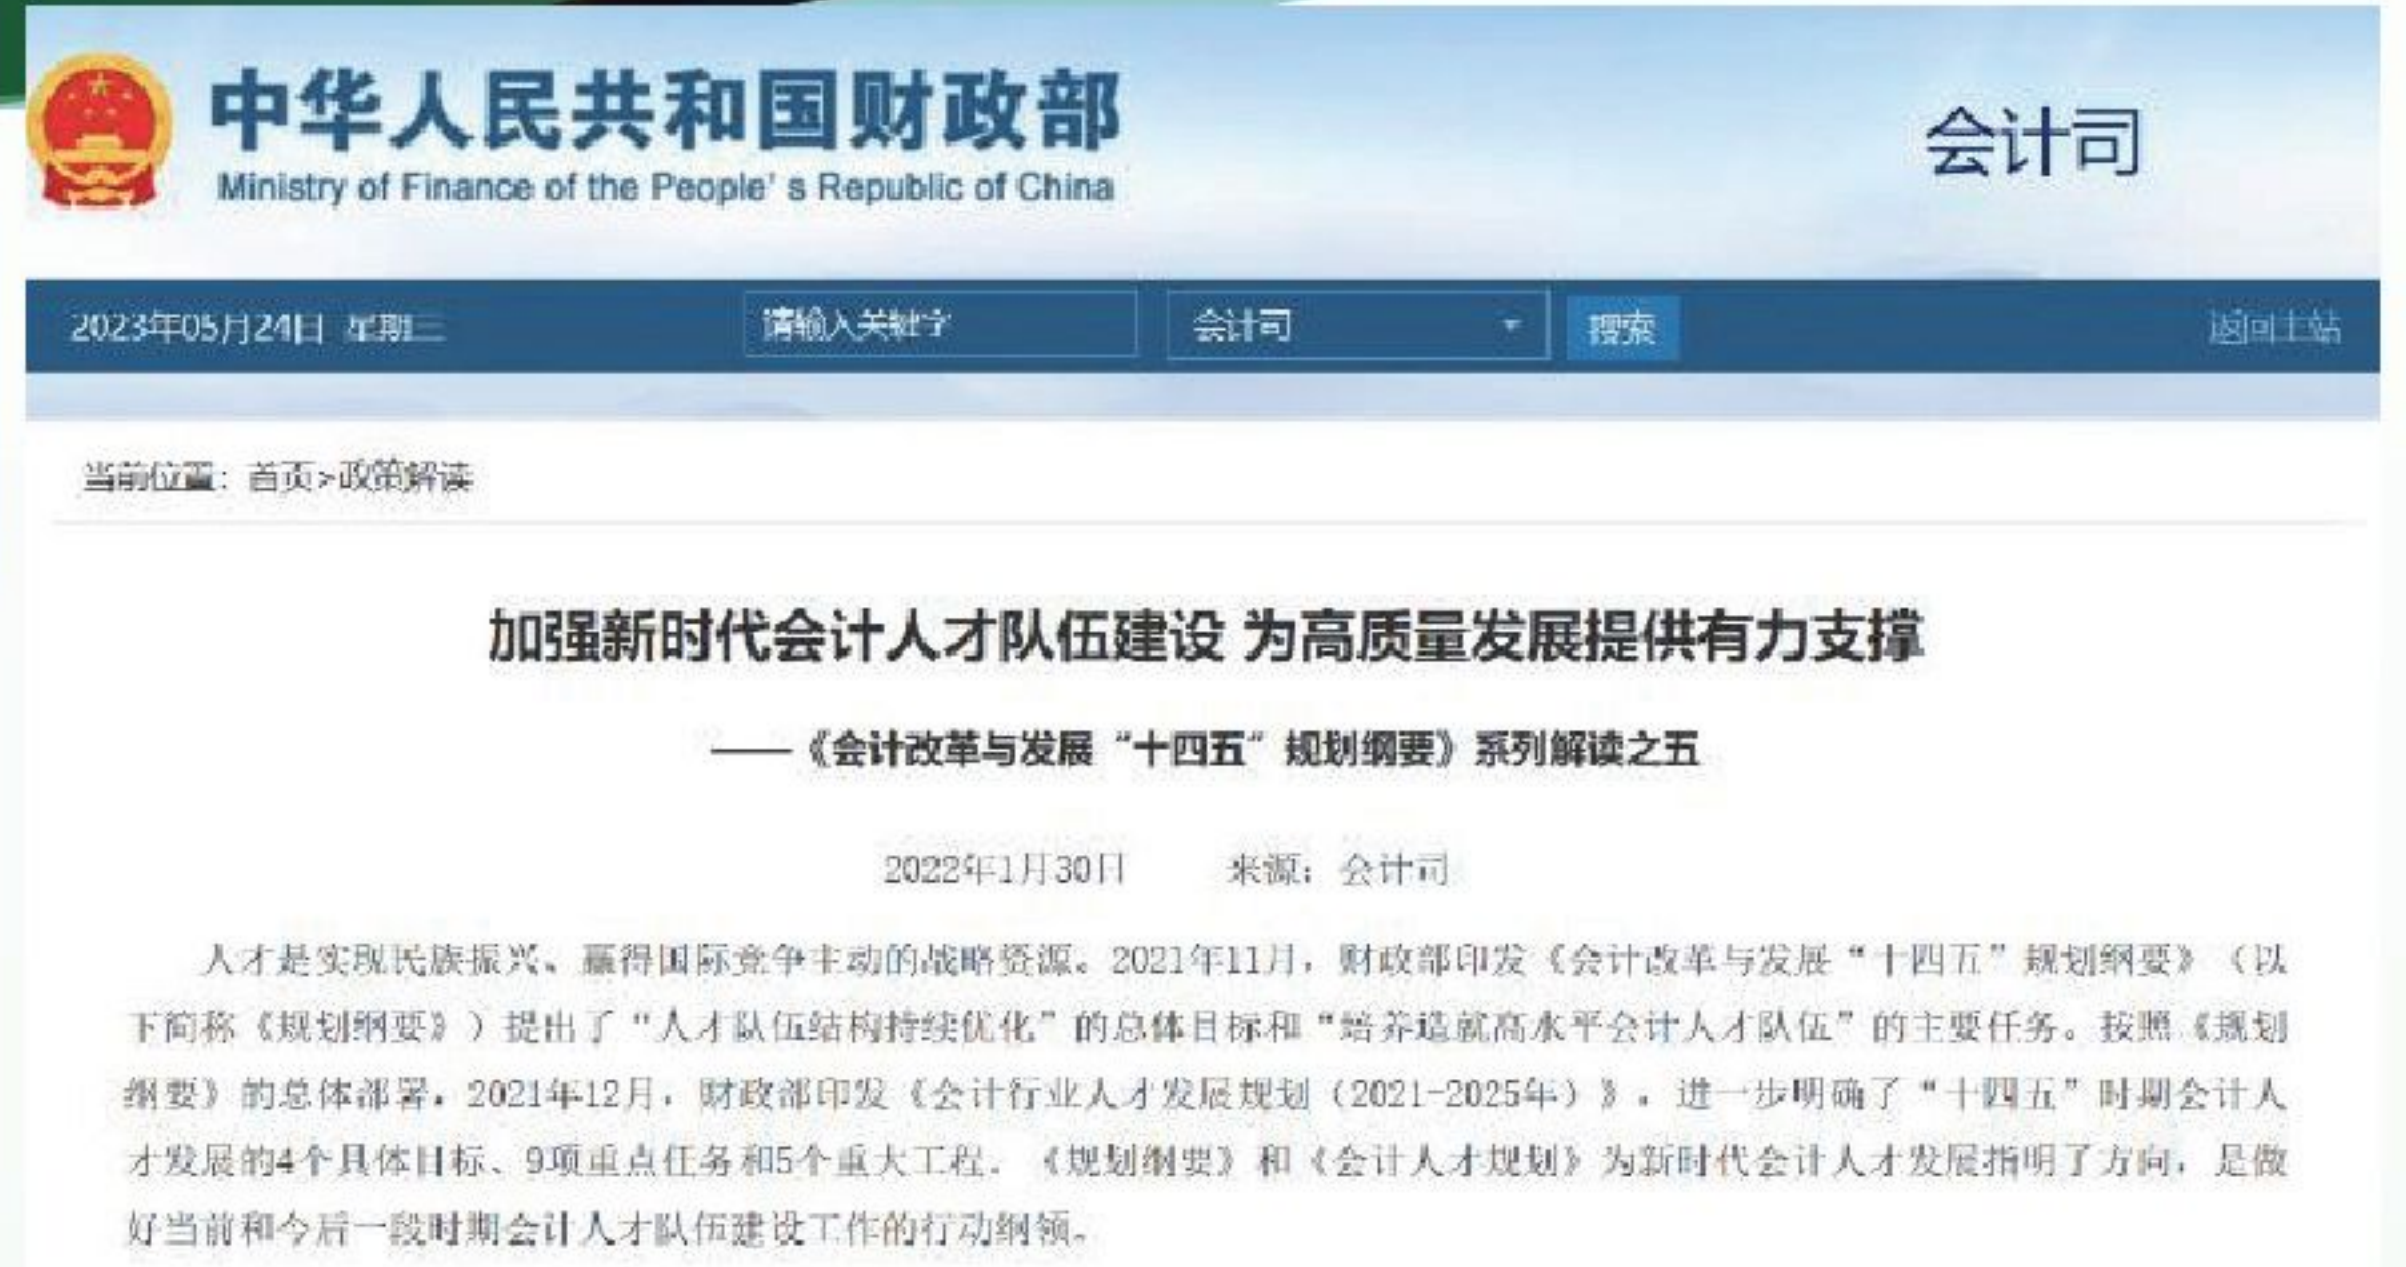 中华人民共和国财政部
Ministry of Finance of the People' s Republic of China
会计司
2023年05月24日 星期三
请输入关键字
会计司
搜索
返回主站
当前位置：首页>政策解读
加强新时代会计人才队伍建设 为高质量发展提供有力支撑
——《会计改革与发展“十四五”规划纲要》系列解读之五
2022年1月30日 来源：会计司
人才是实现民族振兴、赢得国际竞争主动的战略资源。2021年11月，财政部印发《会计改革与发展“十四五”规划纲要》（以
下简称《规划纲要》）提出了“人才队伍结构持续优化”的总体目标和“培养造就高水平会计人才队伍”的主要任务。按照《规划
纲要》的总体部署，2021年12月，财政部印发《会计行业人才发展规划（2021-2025年）》，进一步明确了“十四五”时期会计人
才发展的4个具体目标、9项重点任务和5个重大工程。《规划纲要》和《会计人才规划》为新时代会计人才发展指明了方向，是做
好当前和今后一段时期会计人才队伍建设工作的行动纲领。